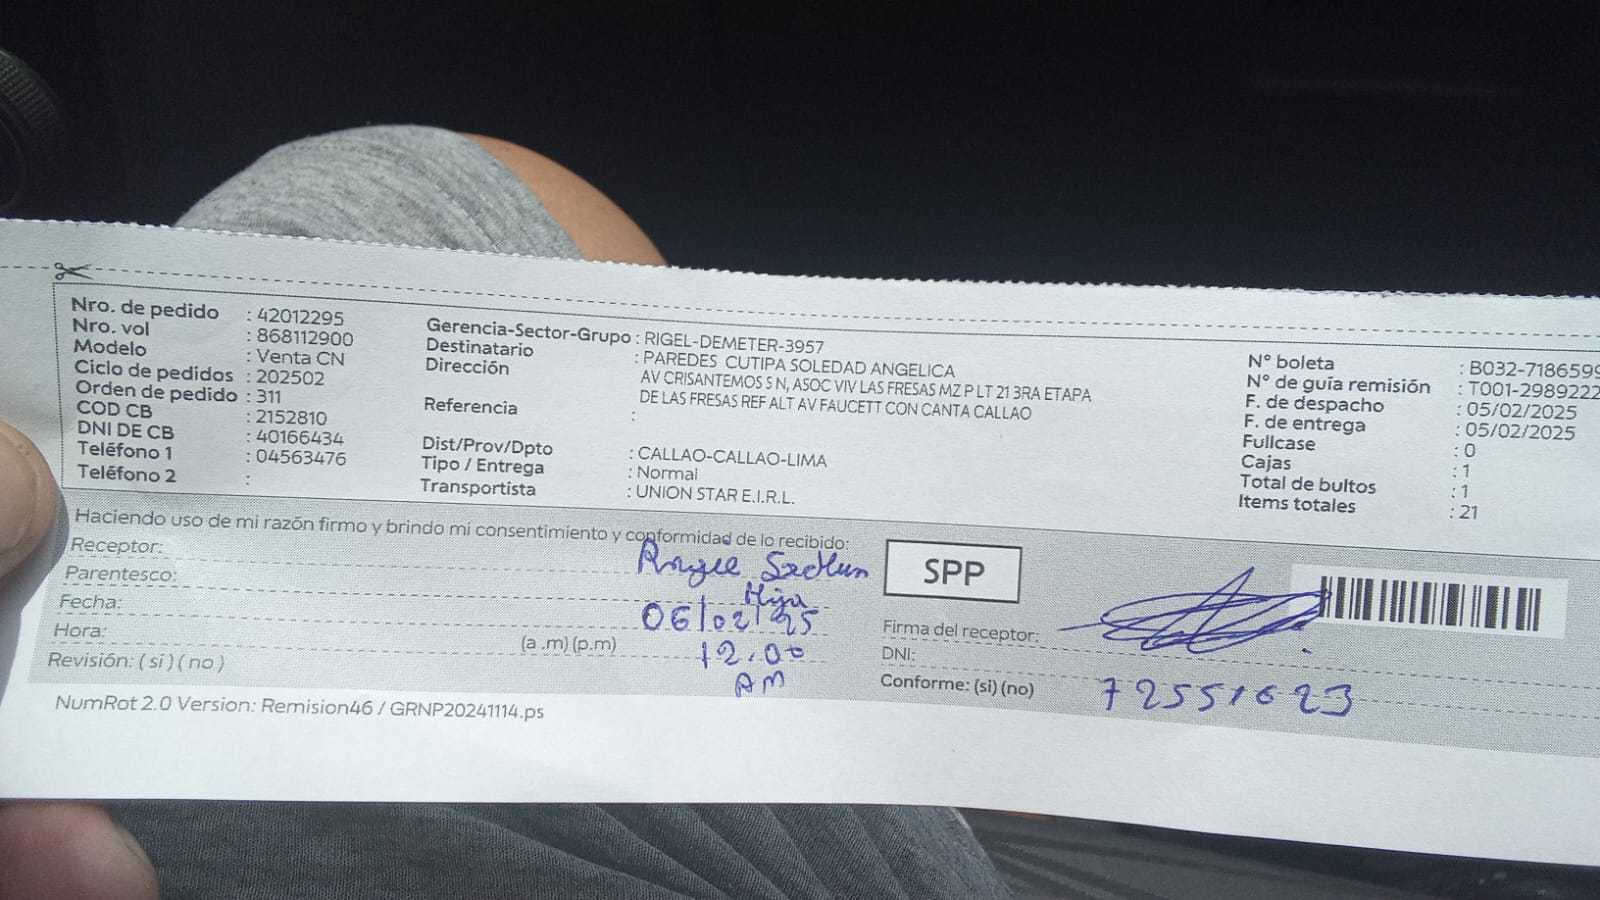 Nro. de pedido : 42012295
Nro. vol : 868112900
Modelo : Venta CN
Ciclo de pedidos : 202502
Orden de pedido : 311
COD CB : 2152810
DNI DE CB : 40166434
Teléfono 1 : 04563476
Teléfono 2 :
Gerencia-Sector-Grupo : RIGEL-DEMETER-3957
Destinatario : PAREDES CUTIPA SOLEDAD ANGELICA
Dirección AV CRISANTEMOS S N, ASOC VIV LAS FRESAS MZ P LT 21 3RA ETAPA
DE LAS FRESAS REF ALT AV FAUCETT CON CANTA CALLAO
Referencia :
Dist/Prov/Dpto : CALLAO-CALLAO-LIMA
Tipo / Entrega : Normal
Transportista : UNION STAR E.I.R.L.
N° boleta : B032-7186599
N° de guía remisión : T001-2989222
F. de despacho : 05/02/2025
F. de entrega : 05/02/2025
Fullcase : 0
Cajas : 1
Total de bultos : 1
Items totales : 21
Haciendo uso de mi razón firmo y brindo mi consentimiento y conformidad de lo recibido:
Receptor:
Parentesco: Hija
Fecha: 06/02/25
Hora: (a .m) (p.m) 12.00
AM
Revisión: ( si ) ( no )
SPP
Firma del receptor:
DNI: 72551623
Conforme: (si) (no)
NumRot 2.0 Version: Remision46 / GRNP20241114.ps